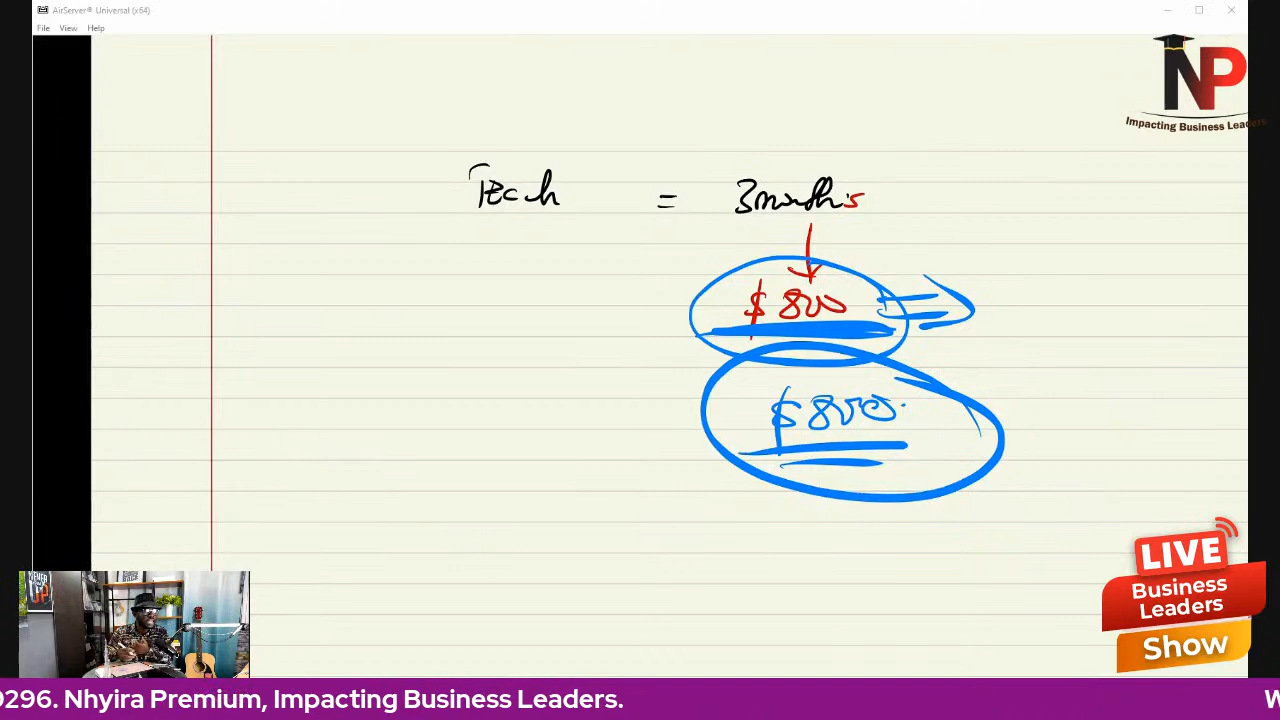 AirServer® Universal (x64)
File View Help
NP
Impacting Business Leaders
Tech = 3months
$800
$800
LIVE
Business
Leaders
Show
0296. Nhyira Premium, Impacting Business Leaders.